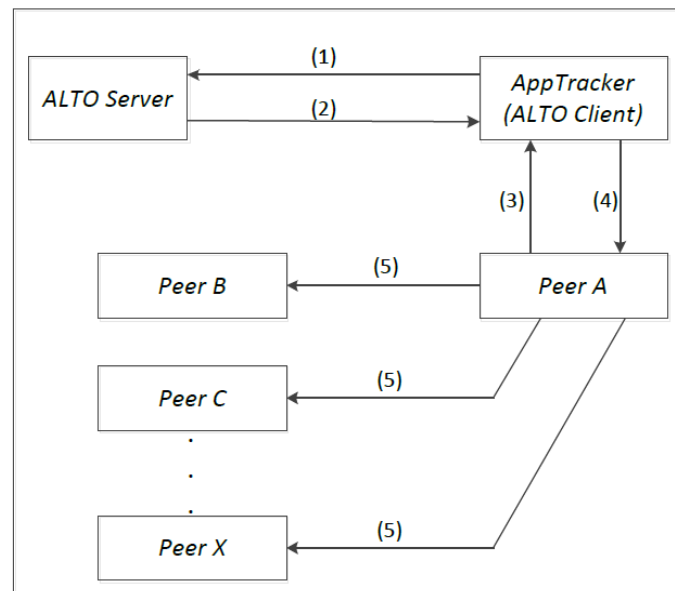 (1)
ALTO Server
AppTracker
(ALTO Client)
(2)
(3)
(4)
Peer B
(5)
Peer A
Peer C
(5)
.
.
.
Peer X
(5)